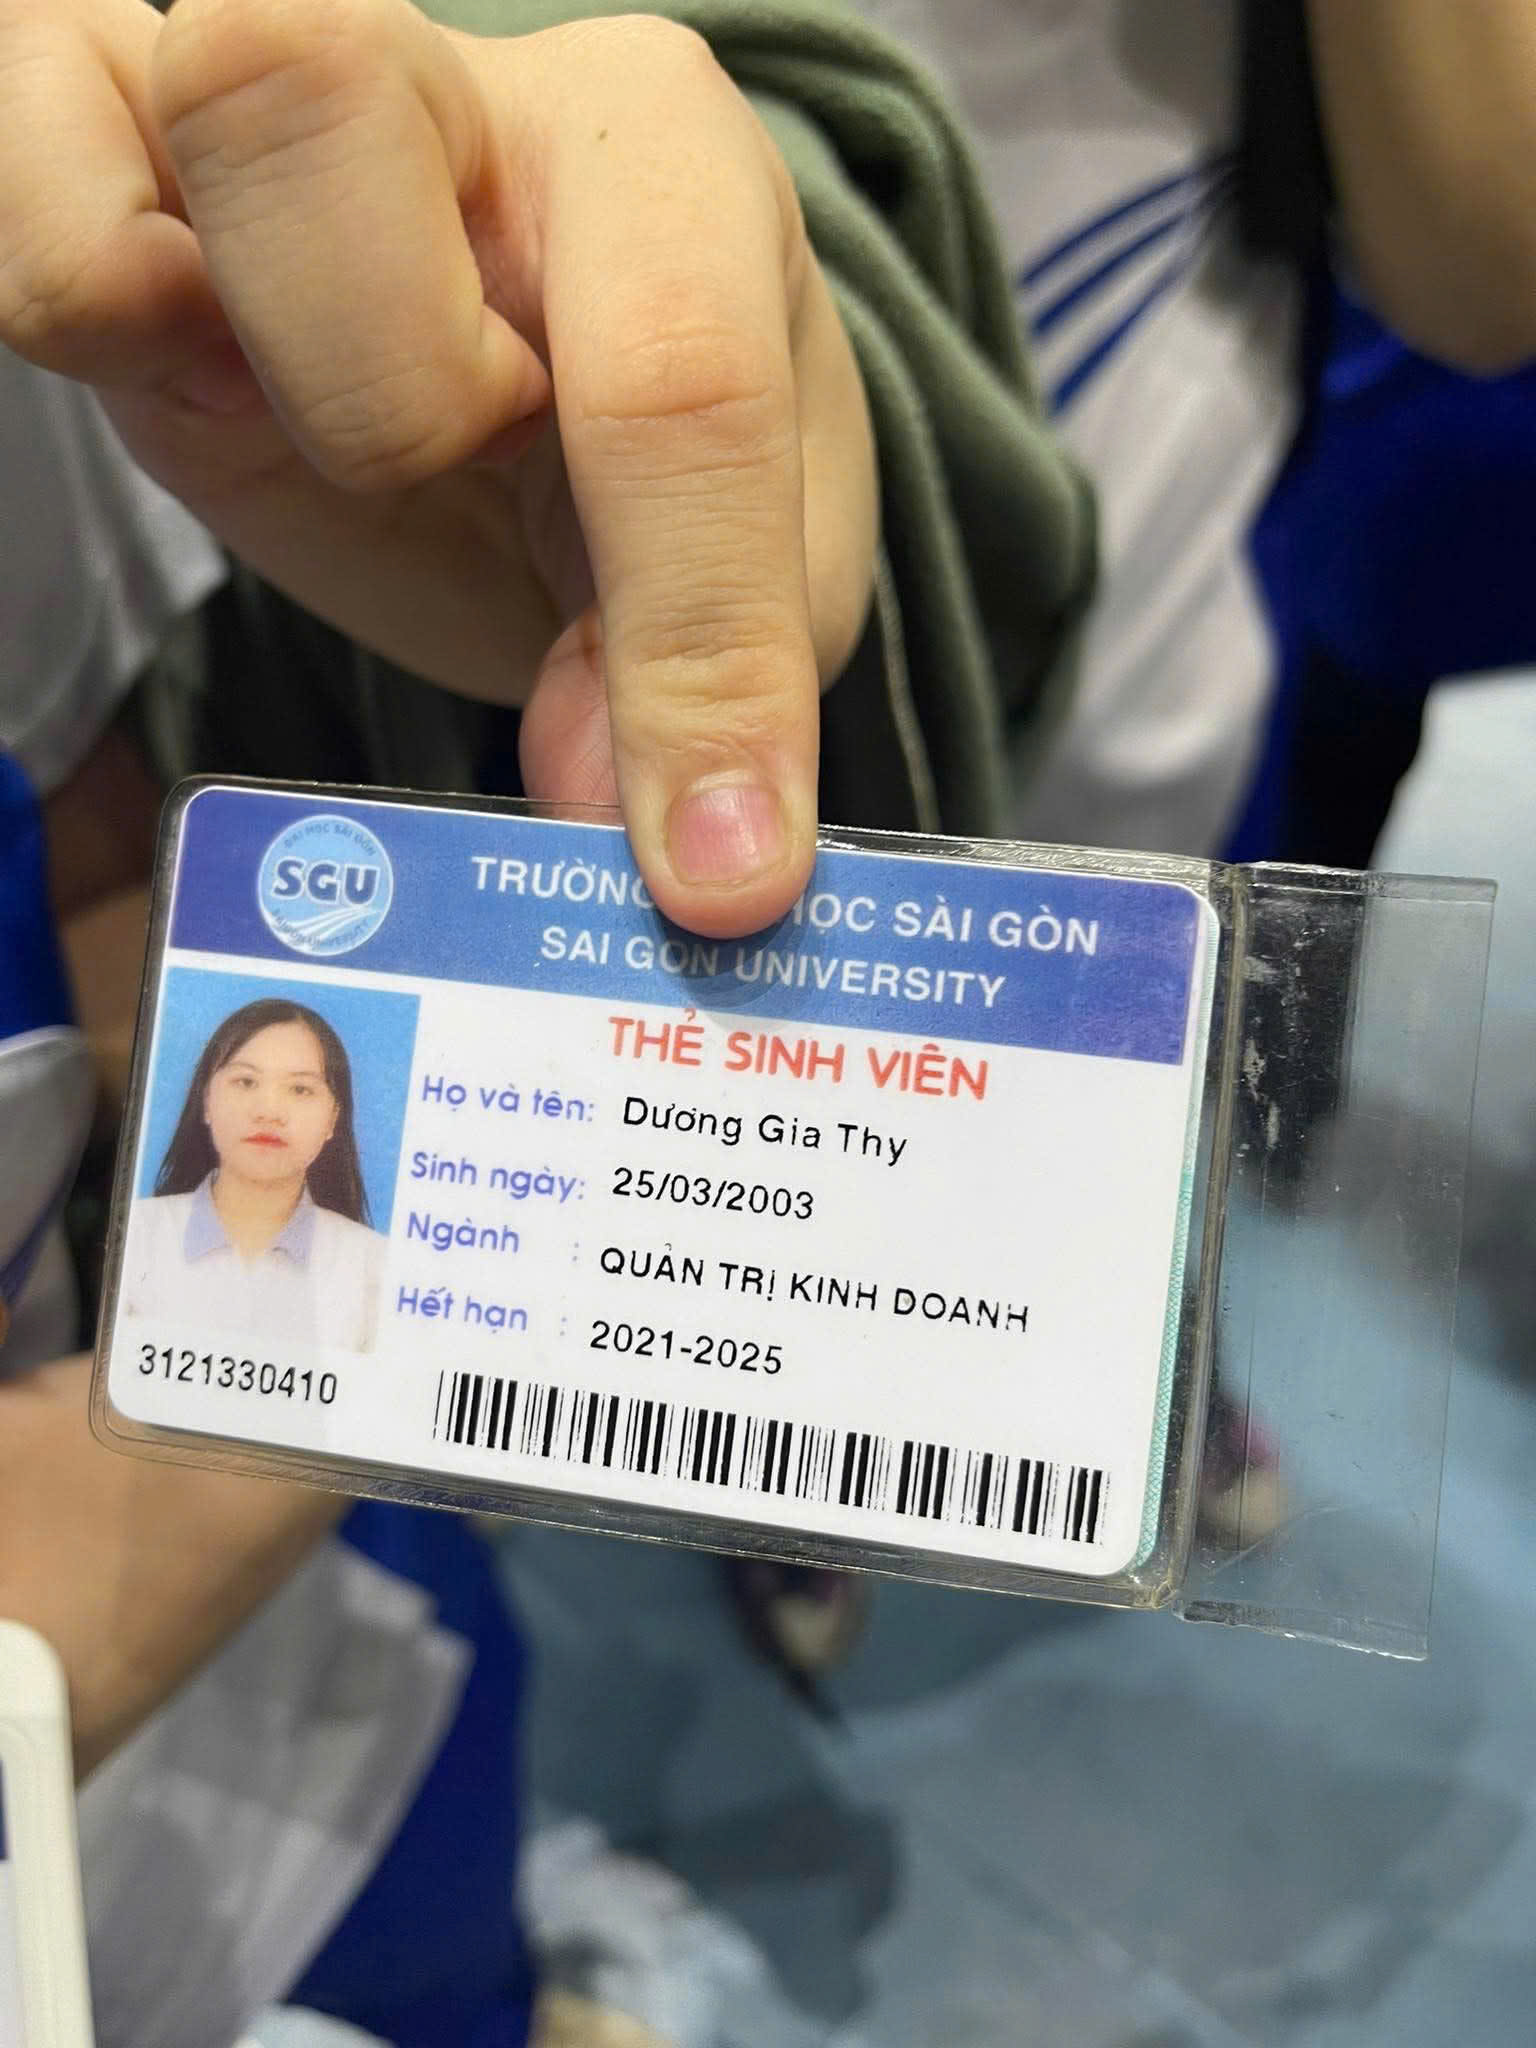 ĐẠI HỌC SÀI GÒN
SGU
SAIGON UNIVERSITY
TRƯỜNG HỌC SÀI GÒN
SAI GON UNIVERSITY
THẺ SINH VIÊN
Họ và tên: Dương Gia Thy
Sinh ngày: 25/03/2003
Ngành : QUẢN TRỊ KINH DOANH
Hết hạn : 2021-2025
3121330410